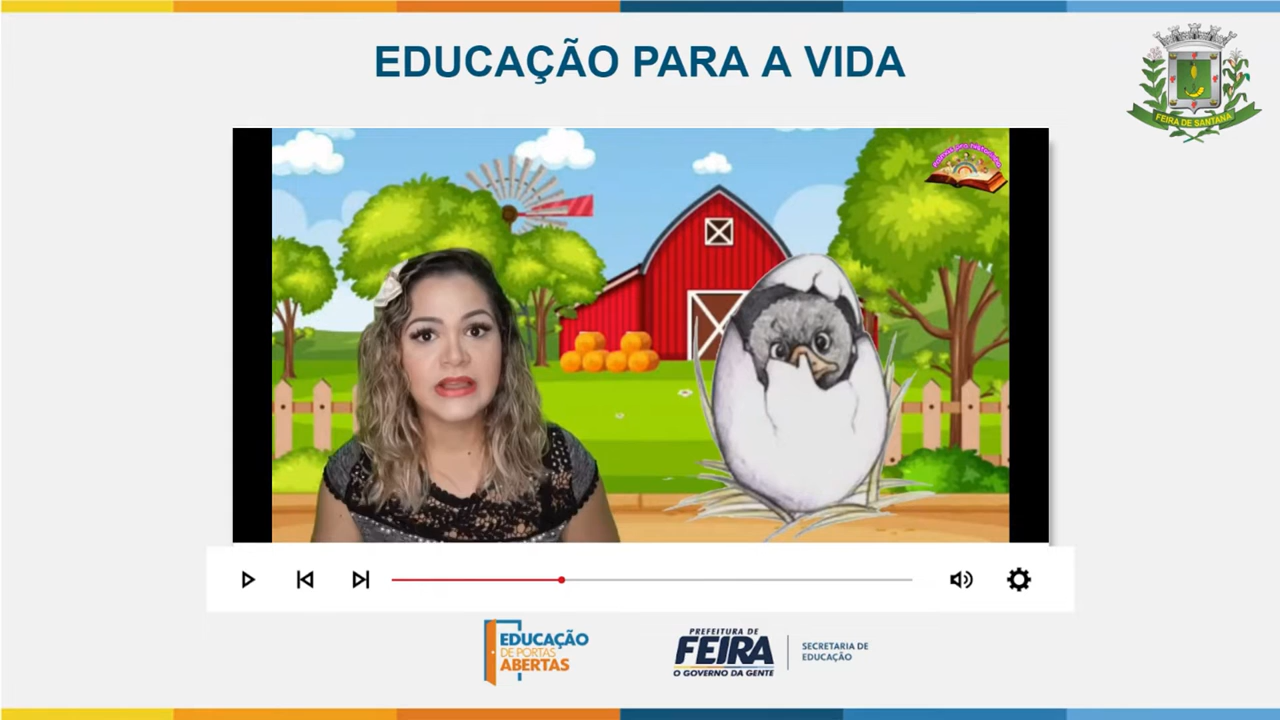 EDUCAÇÃO PARA A VIDA
FEIRA DE SANTANA
EDUCAÇÃO
DE PORTAS
ABERTAS
PREFEITURA DE
FEIRA
O GOVERNO DA GENTE
SECRETARIA DE
EDUCAÇÃO